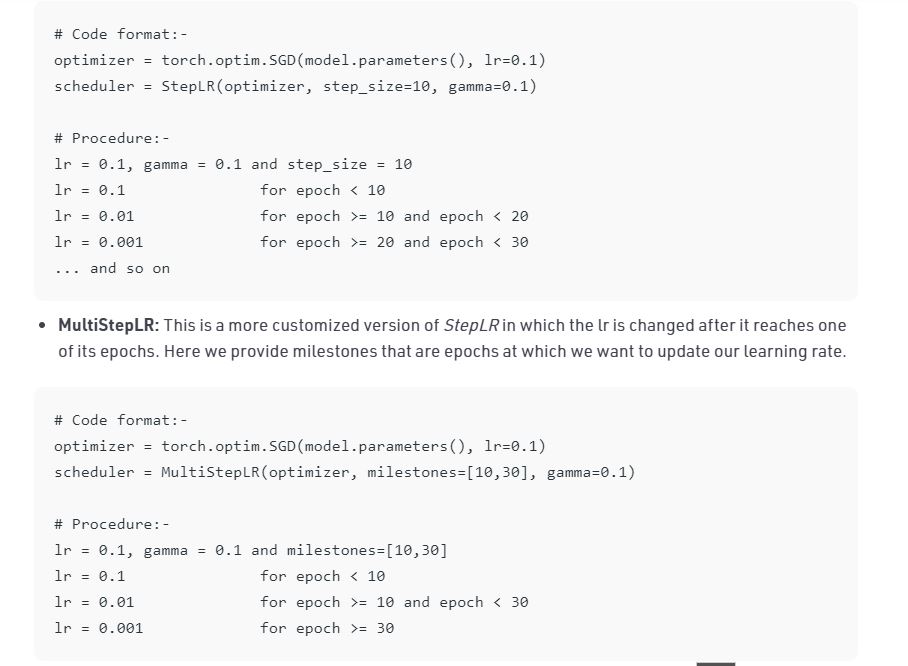 # Code format:-
optimizer = torch.optim.SGD(model.parameters(), lr=0.1)
scheduler = StepLR(optimizer, step_size=10, gamma=0.1)
# Procedure:-
lr = 0.1, gamma = 0.1 and step_size = 10
lr = 0.1 for epoch < 10
lr = 0.01 for epoch >= 10 and epoch < 20
lr = 0.001 for epoch >= 20 and epoch < 30
... and so on
• MultiStepLR: This is a more customized version of StepLR in which the lr is changed after it reaches one
of its epochs. Here we provide milestones that are epochs at which we want to update our learning rate.
# Code format:-
optimizer = torch.optim.SGD(model.parameters(), lr=0.1)
scheduler = MultiStepLR(optimizer, milestones=[10,30], gamma=0.1)
# Procedure:-
lr = 0.1, gamma = 0.1 and milestones=[10,30]
lr = 0.1 for epoch < 10
lr = 0.01 for epoch >= 10 and epoch < 30
lr = 0.001 for epoch >= 30